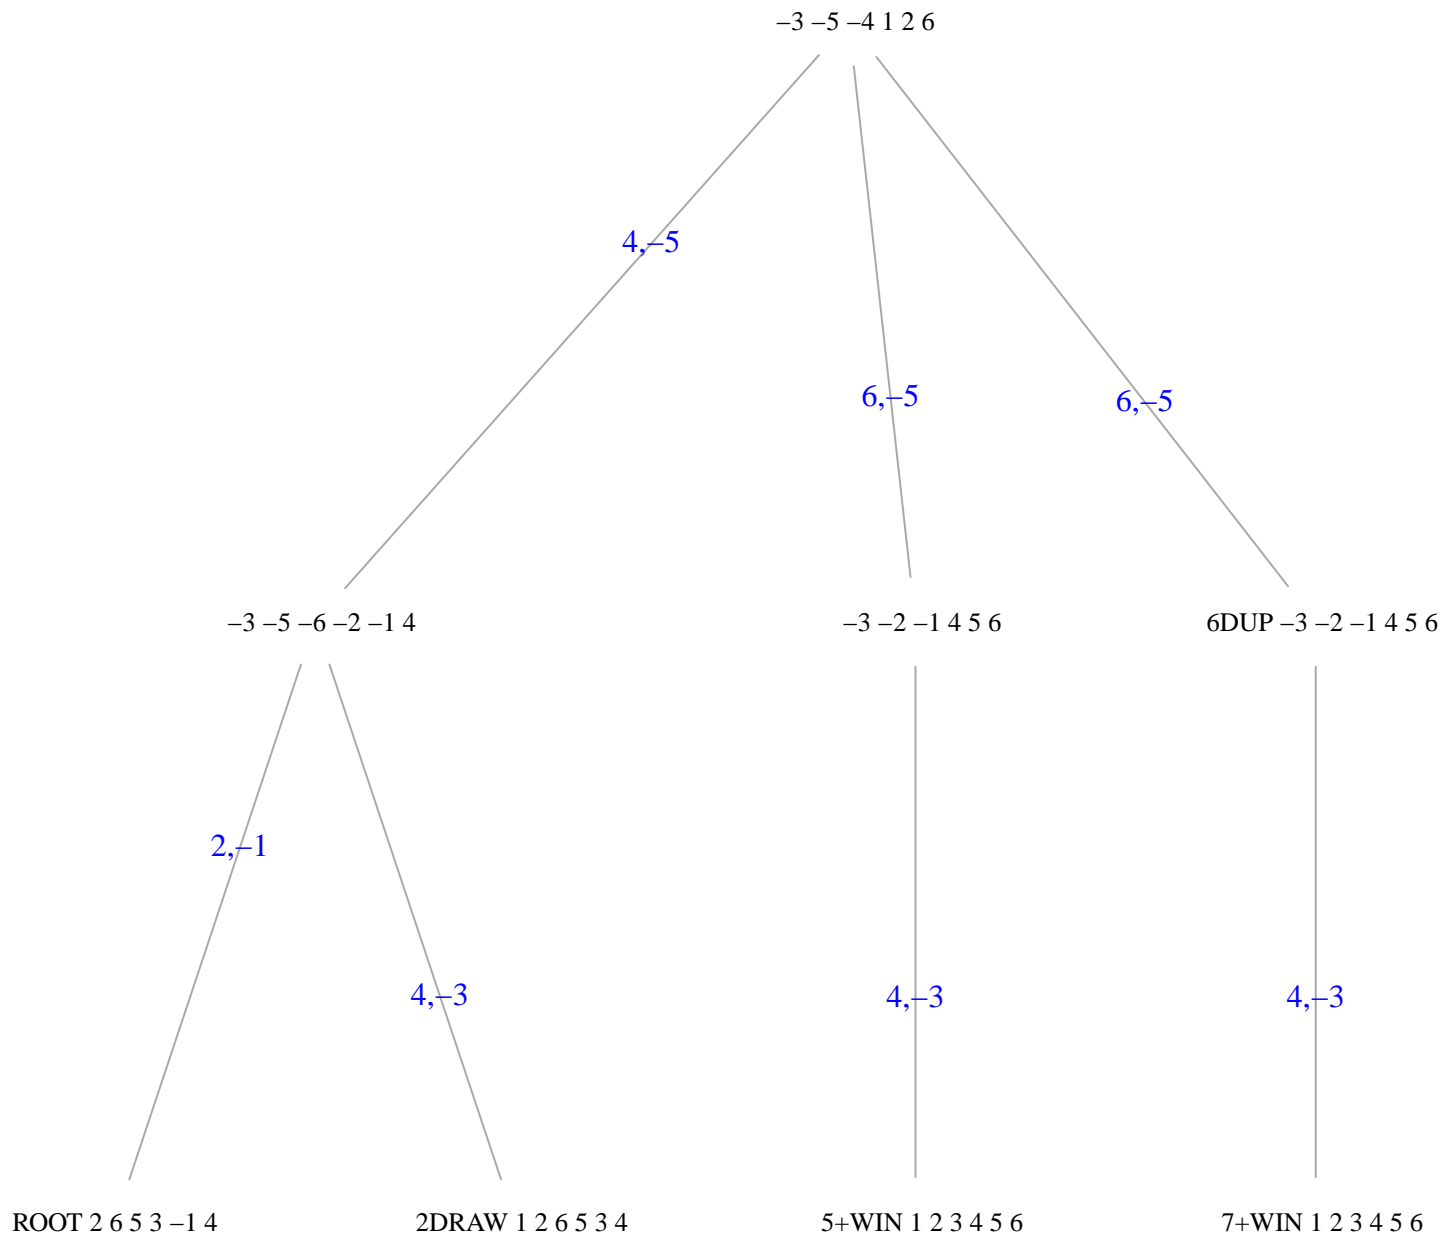 –3 –5 –4 1 2 6
4,–5
6,–5
6,–5
–3 –5 –6 –2 –1 4
–3 –2 –1 4 5 6
6DUP –3 –2 –1 4 5 6
2,–1
4,–3
4,–3
4,–3
ROOT 2 6 5 3 –1 4
2DRAW 1 2 6 5 3 4
5+WIN 1 2 3 4 5 6
7+WIN 1 2 3 4 5 6